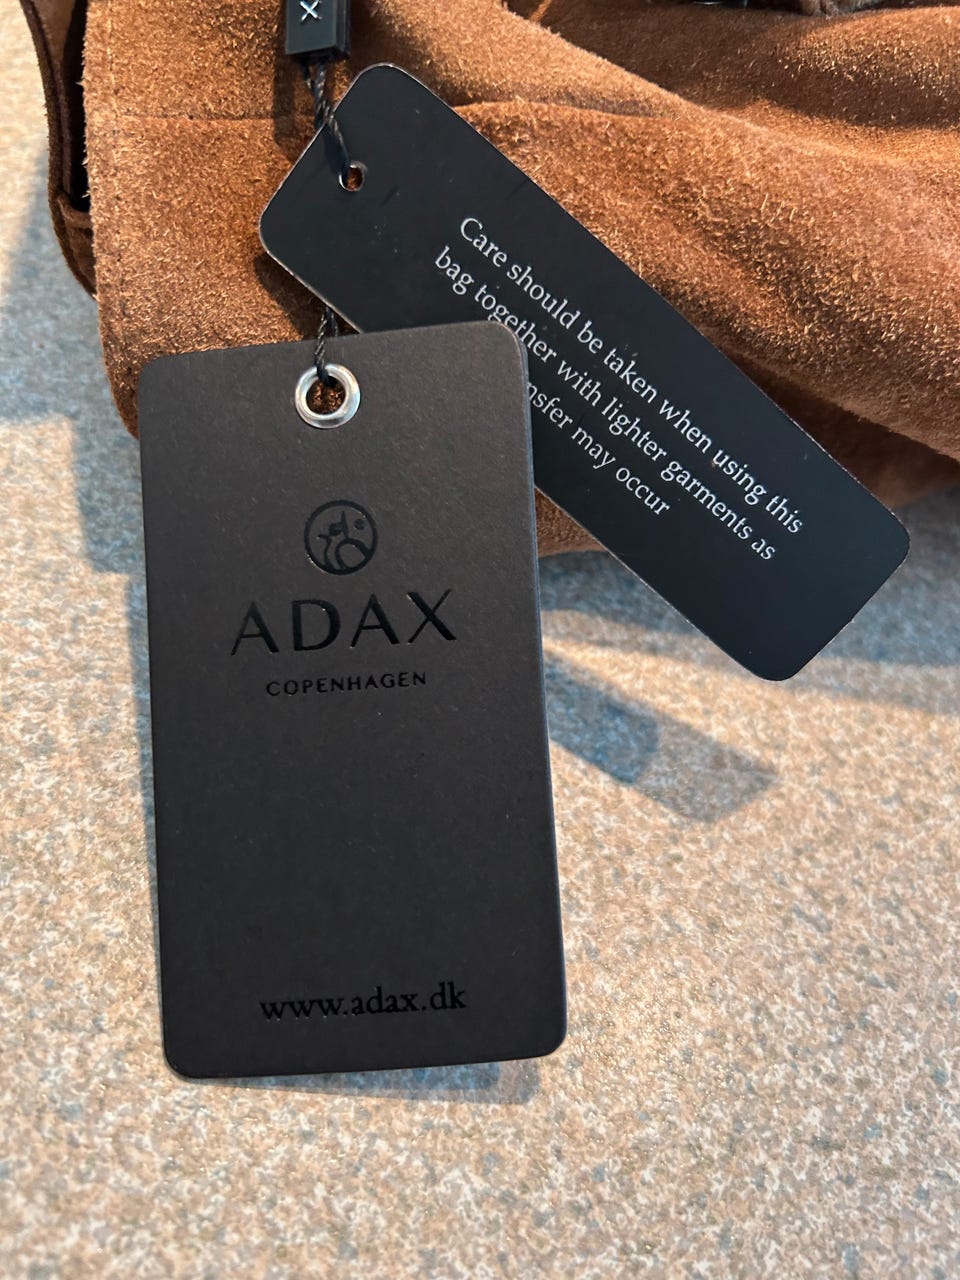 X
Care should be taken when using this
bag together with lighter garments as
nsfer may occur
ADAX
COPENHAGEN
www.adax.dk